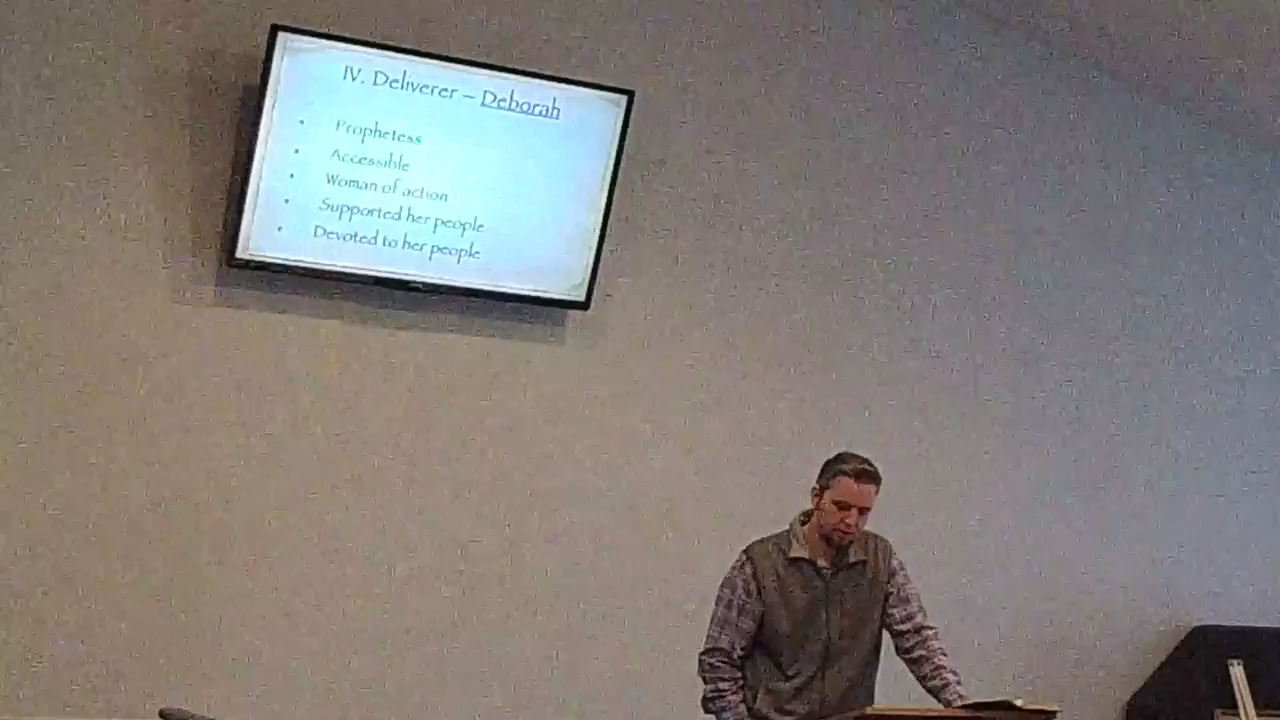 IV. Deliverer – Deborah
• Prophetess
• Accessible
• Woman of action
• Supported her people
• Devoted to her people